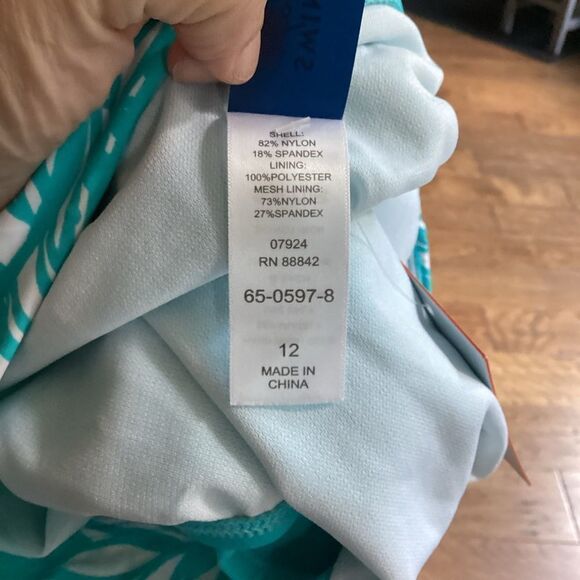 SWIM
SHELL:
82% NYLON
18% SPANDEX
LINING:
100%POLYESTER
MESH LINING:
73%NYLON
27%SPANDEX
07924
RN 88842
65-0597-8
12
MADE IN
CHINA